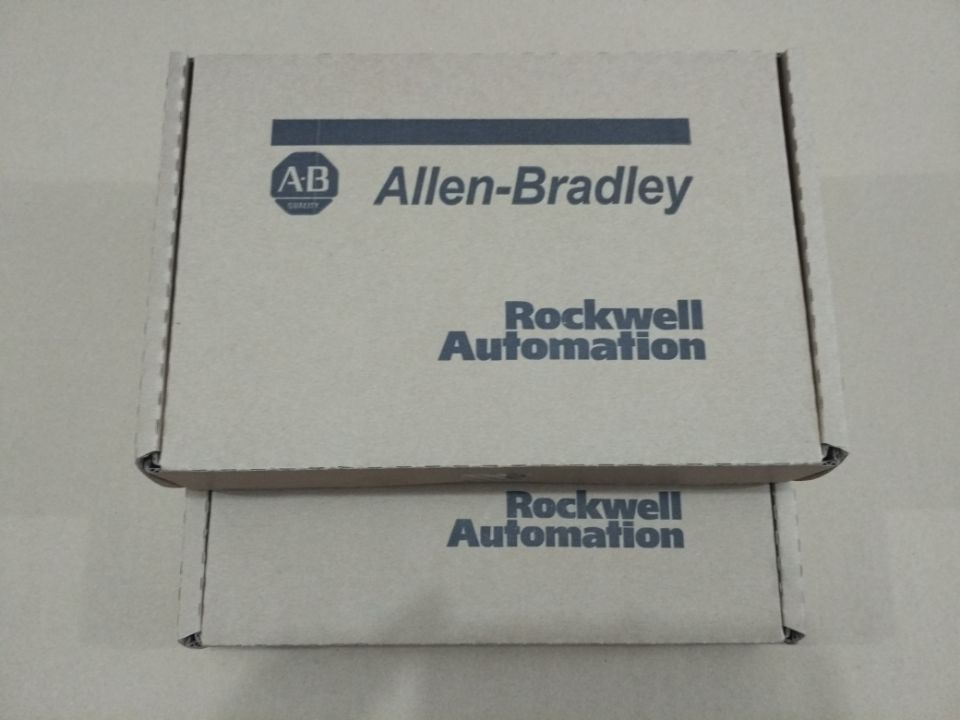 A·B
QUALITY
Allen-Bradley
Rockwell
Automation
Rockwell
Automation